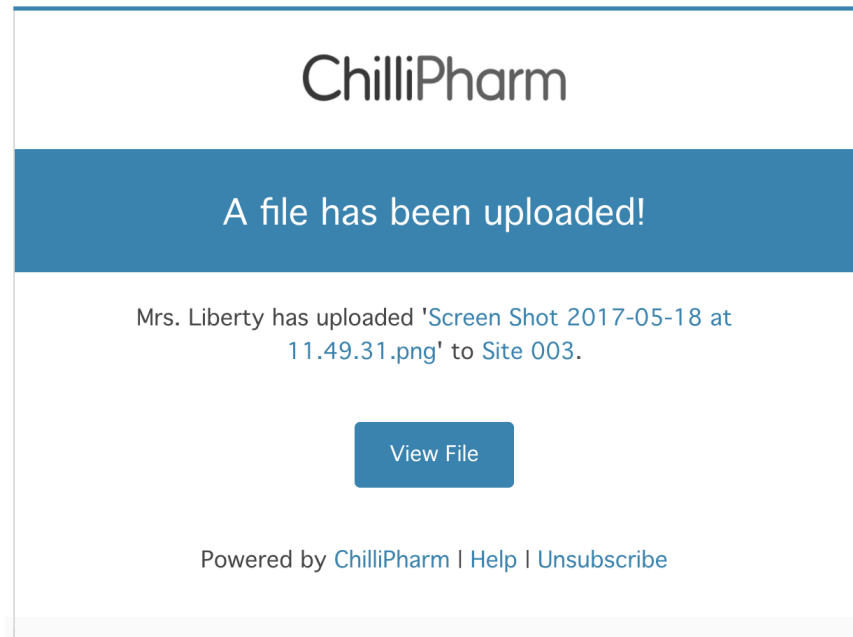 ChilliPharm
A file has been uploaded!
Mrs. Liberty has uploaded 'Screen Shot 2017-05-18 at
11.49.31.png' to Site 003.
View File
Powered by ChilliPharm | Help | Unsubscribe